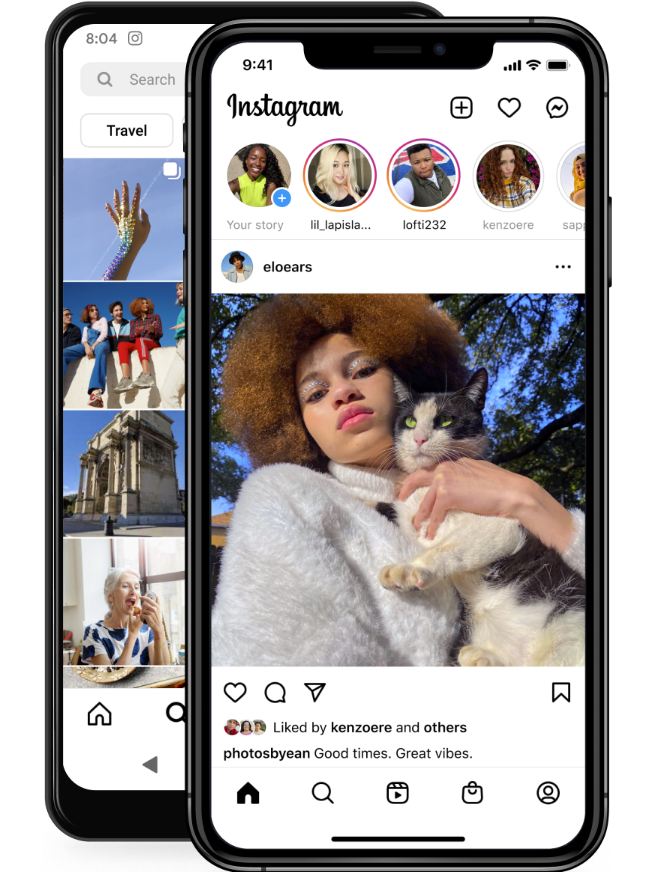 8:04
Search
Travel
9:41
Instagram
Your story
lil_lapisla...
lofti232
kenzoere
sapp
eloears
Liked by kenzoere and others
photosbyean Good times. Great vibes.